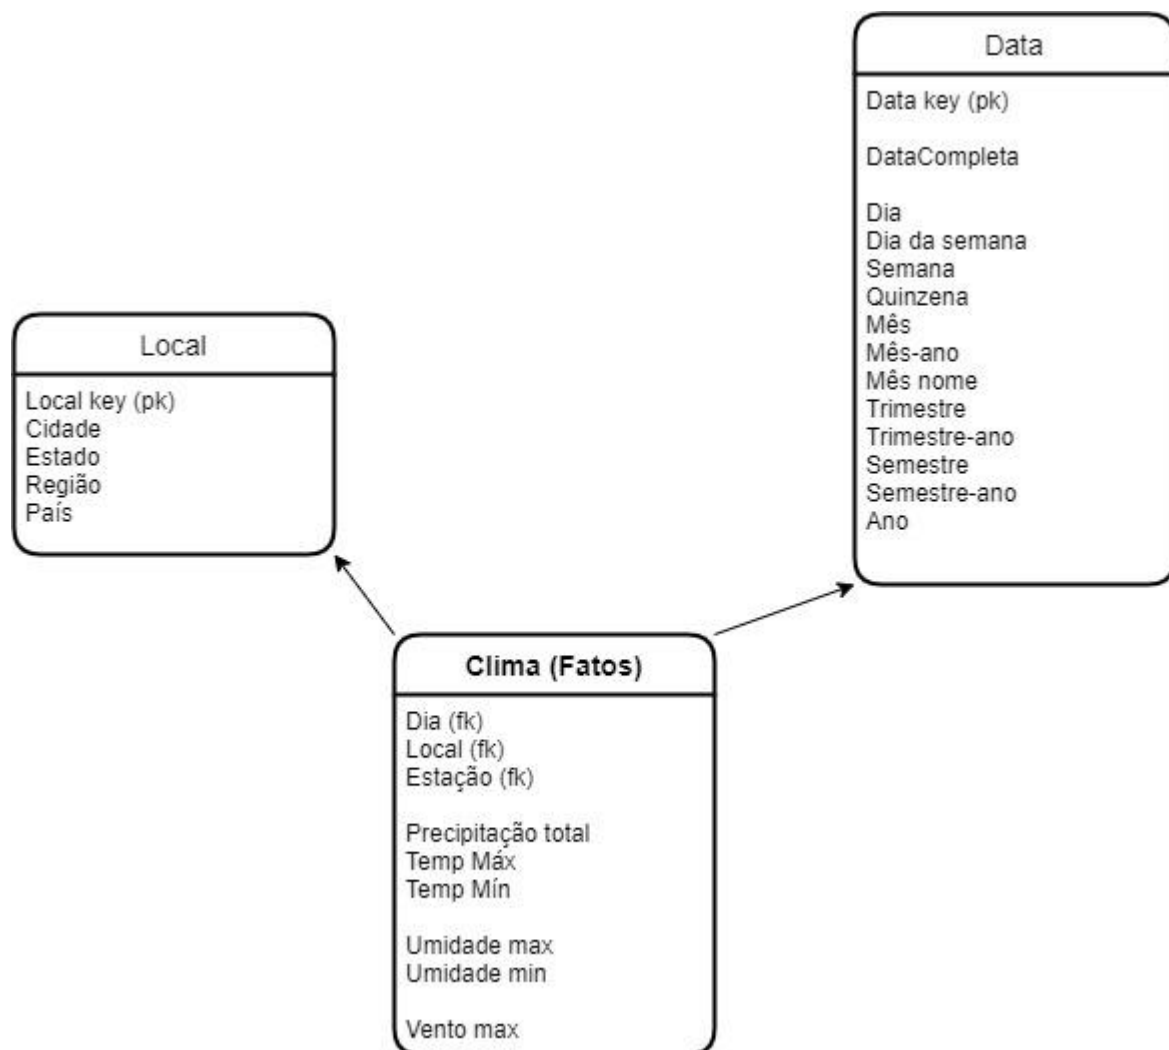 Data
Data key (pk)
DataCompleta
Dia
Dia da semana
Semana
Quinzena
Mês
Mês-ano
Mês nome
Trimestre
Trimestre-ano
Semestre
Semestre-ano
Ano
Local
Local key (pk)
Cidade
Estado
Região
País
Clima (Fatos)
Dia (fk)
Local (fk)
Estação (fk)
Precipitação total
Temp Máx
Temp Mín
Umidade max
Umidade min
Vento max